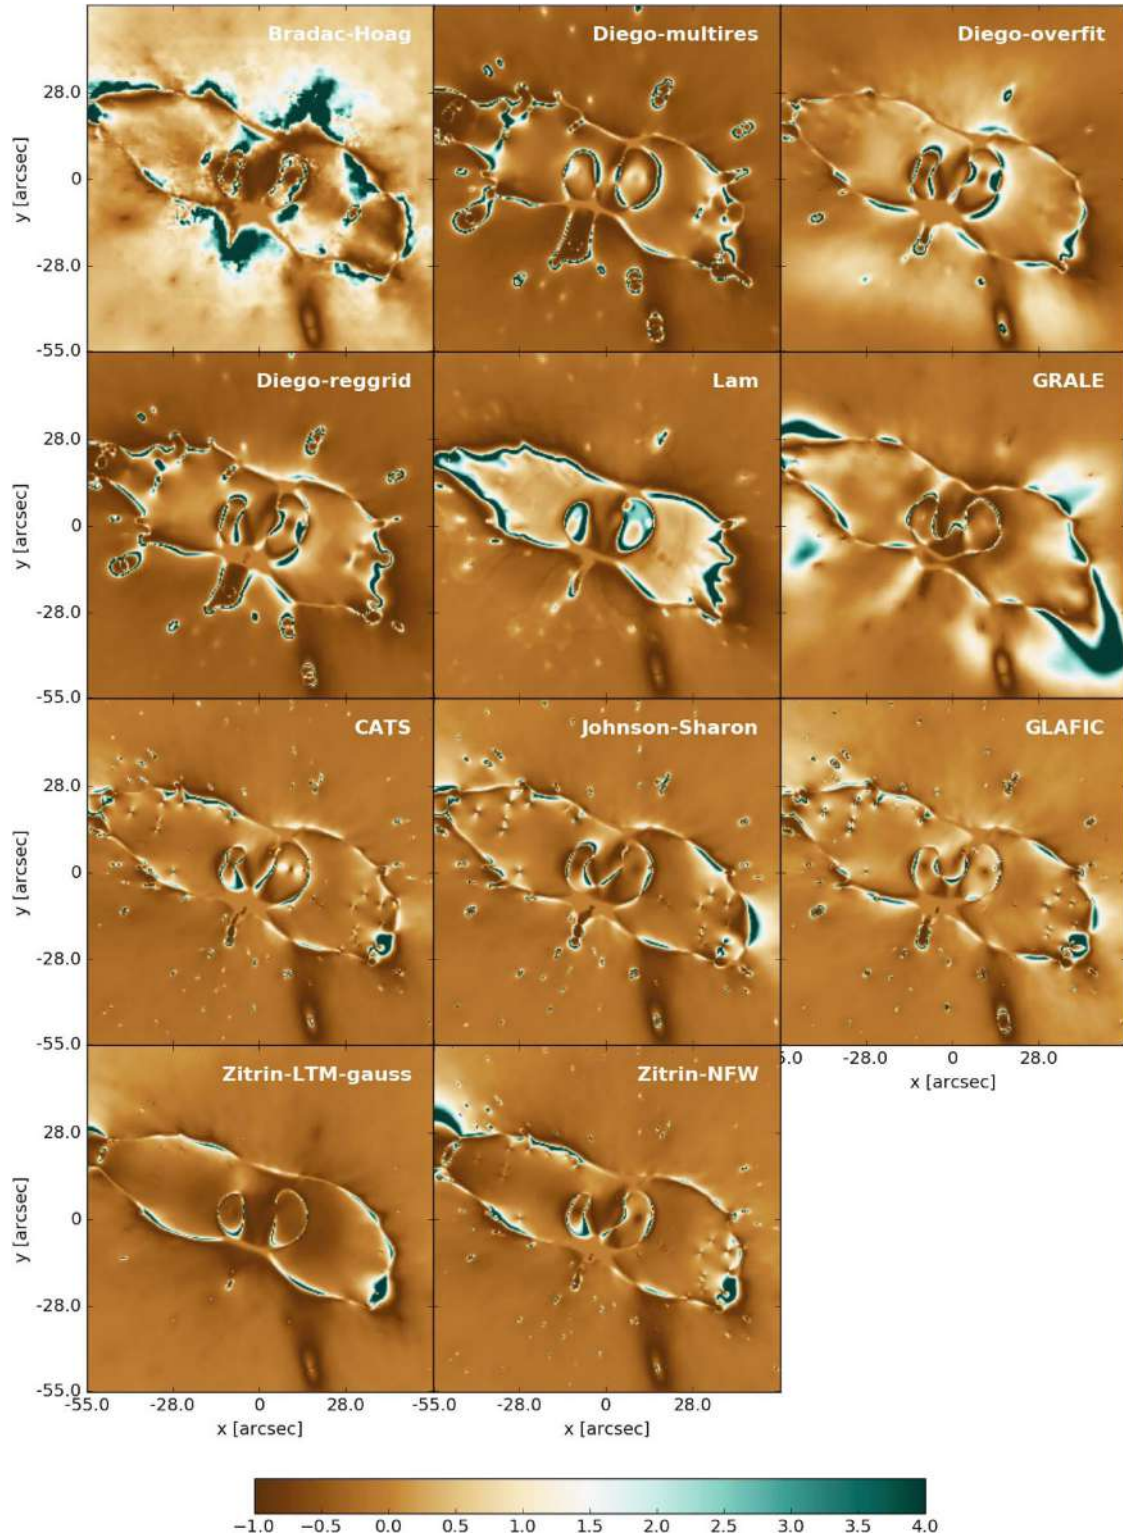 Bradac-Hoag Diego-multires Diego-overfit
28.0
0
-28.0
-55.0
y [arcsec]
Diego-reggrid Lam GRALE
28.0
0
-28.0
-55.0
y [arcsec]
CATS Johnson-Sharon GLAFIC
28.0
0
-28.0
-55.0
y [arcsec]
5.0 -28.0 0 28.0
x [arcsec]
Zitrin-LTM-gauss Zitrin-NFW
28.0
0
-28.0
-55.0
y [arcsec]
-55.0 -28.0 0 28.0 -55.0 -28.0 0 28.0
x [arcsec] x [arcsec]
−1.0 −0.5 0.0 0.5 1.0 1.5 2.0 2.5 3.0 3.5 4.0